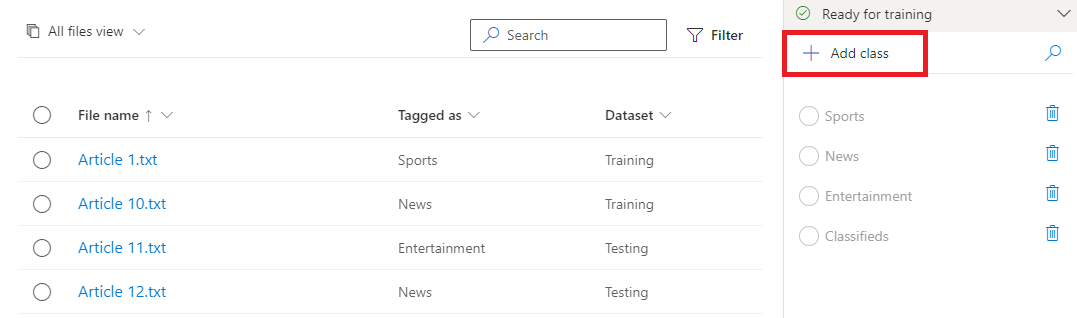 All files view
Search
Filter
File name ↑ Tagged as Dataset
Article 1.txt Sports Training
Article 10.txt News Training
Article 11.txt Entertainment Testing
Article 12.txt News Testing
Ready for training
+ Add class
Sports
News
Entertainment
Classifieds